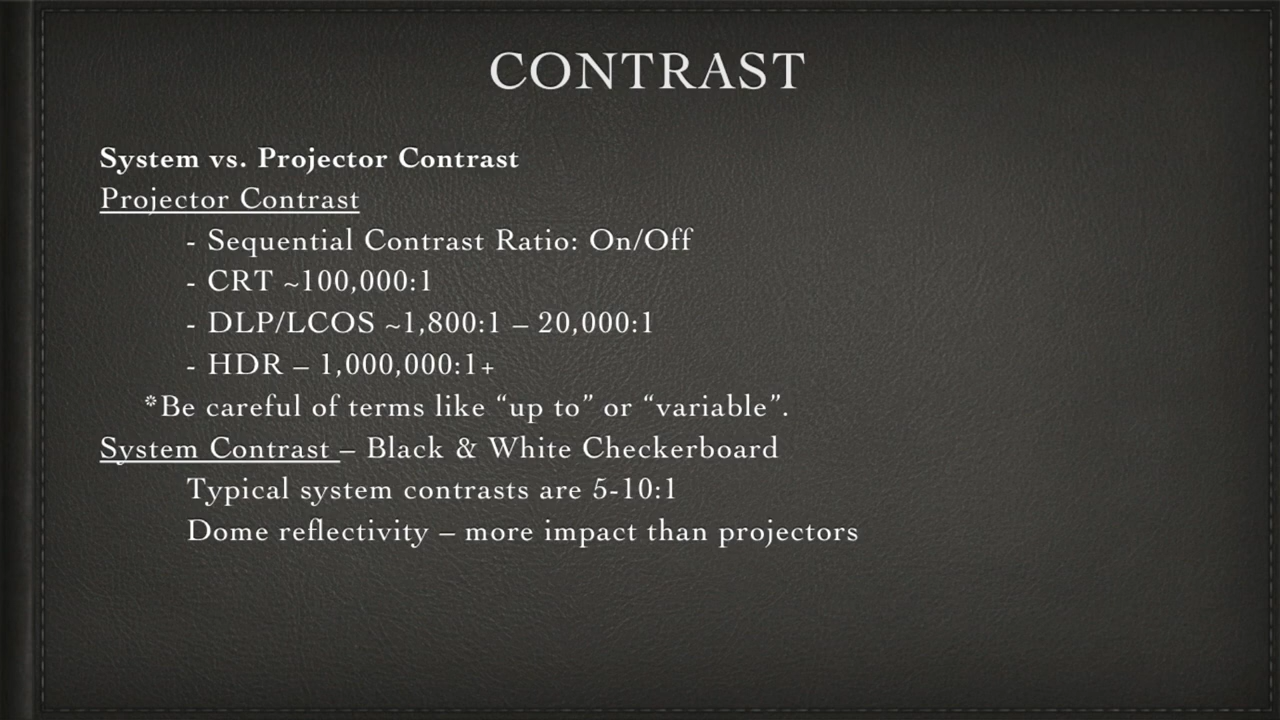 CONTRAST
System vs. Projector Contrast
Projector Contrast
- Sequential Contrast Ratio: On/Off
- CRT ~100,000:1
- DLP/LCOS ~1,800:1 – 20,000:1
- HDR – 1,000,000:1+
*Be careful of terms like “up to” or “variable”.
System Contrast – Black & White Checkerboard
Typical system contrasts are 5-10:1
Dome reflectivity – more impact than projectors